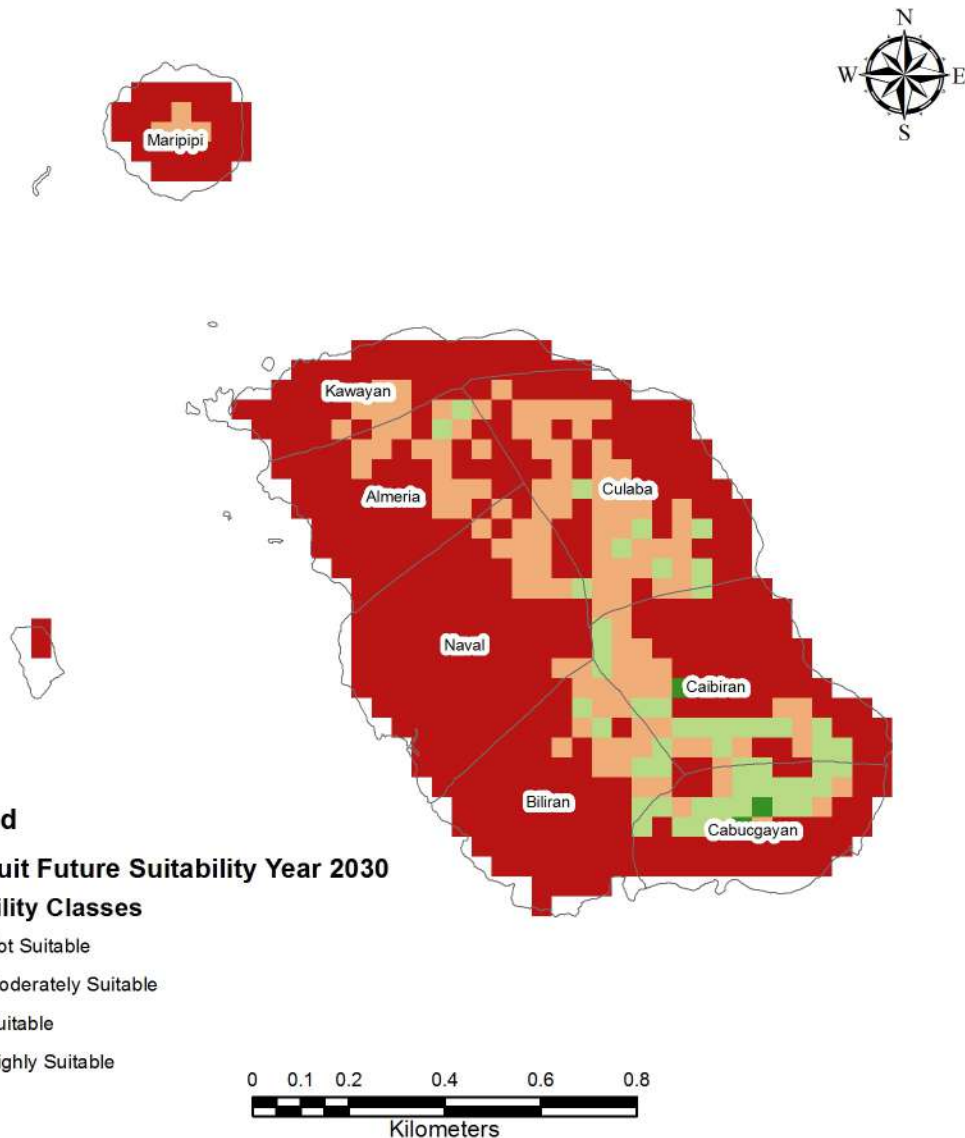 N
W E
S
Maripipi
Kawayan
Almeria
Culaba
Naval
Caibiran
Biliran
Cabucgayan
d
uit Future Suitability Year 2030
ility Classes
ot Suitable
oderately Suitable
uitable
ighly Suitable
0 0.1 0.2 0.4 0.6 0.8
Kilometers